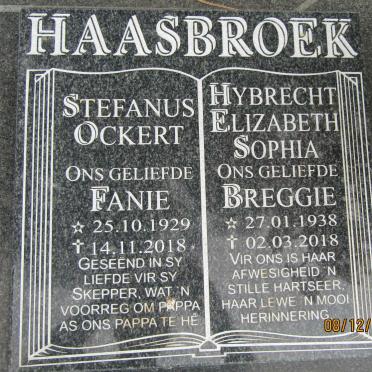 HAASBROEK
STEFANUS
OCKERT
ONS GELIEFDE
FANIE
☆ 25.10.1929
✝ 14.11.2018
GESEËND IN SY
LIEFDE VIR SY
SKEPPER, WAT 'N
VOORREG OM PAPPA
AS ONS PAPPA TE HÊ
HYBRECHT
ELIZABETH
SOPHIA
ONS GELIEFDE
BREGGIE
☆ 27.01.1938
✝ 02.03.2018
VIR ONS IS HAAR
AFWESIGHEID 'N
STILLE HARTSEER,
HAAR LEWE 'N MOOI
HERINNERING
08/12/